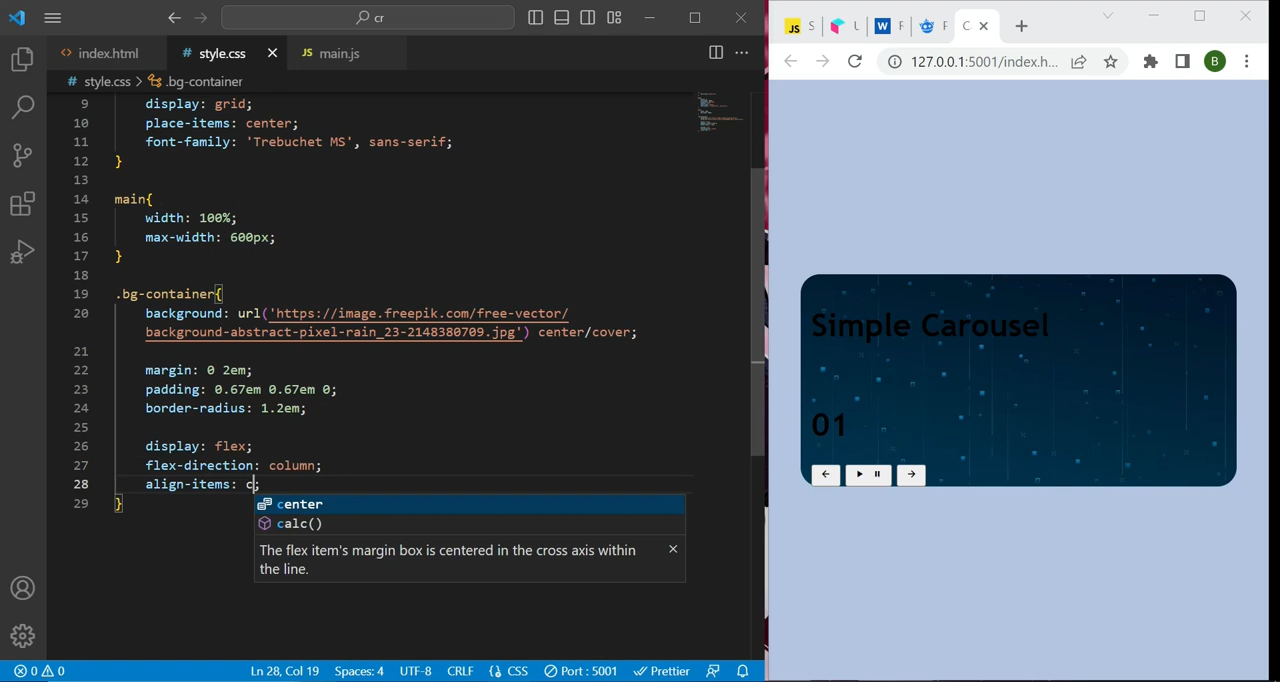 cr
index.html
# style.css
JS main.js
# style.css > .bg-container
9 display: grid;
10 place-items: center;
11 font-family: 'Trebuchet MS', sans-serif;
12 }
13
14 main{
15 width: 100%;
16 max-width: 600px;
17 }
18
19 .bg-container{
20 background: url('https://image.freepik.com/free-vector/
background-abstract-pixel-rain_23-2148380709.jpg') center/cover;
21
22 margin: 0 2em;
23 padding: 0.67em 0.67em 0;
24 border-radius: 1.2em;
25
26 display: flex;
27 flex-direction: column;
28 align-items: c;
29 }
center
calc()
The flex item's margin box is centered in the cross axis within
the line.
0 0
Ln 28, Col 19
Spaces: 4
UTF-8
CRLF
CSS
Port : 5001
Prettier
JS S
U
W F
F
C
127.0.0.1:5001/index.h...
B
Simple Carousel
01